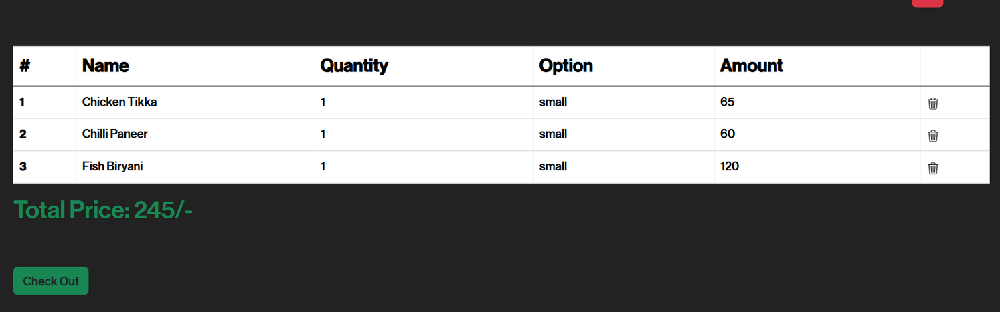 # Name Quantity Option Amount
1 Chicken Tikka 1 small 65
2 Chilli Paneer 1 small 60
3 Fish Biryani 1 small 120
Total Price: 245/-
Check Out